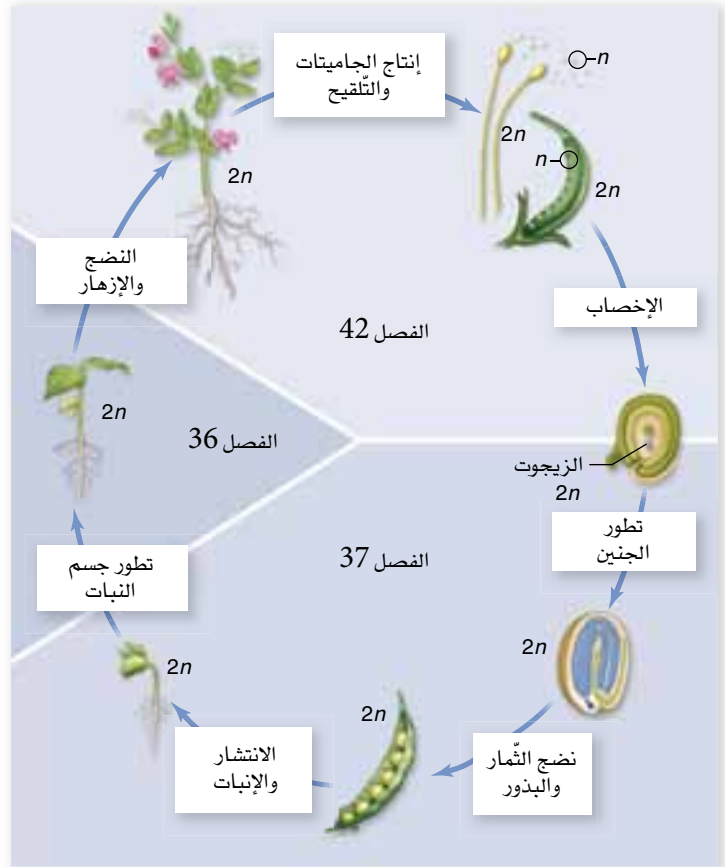 إنتاج الجاميتات
والتّلقيح
n
2n
n
2n
2n
النضج
والإزهار
الإخصاب
الفصل 42
2n
الفصل 36
الزيجوت
2n
تطور
الجنين
الفصل 37
تطور جسم
النبات
2n
2n
2n
نضج الثّمار
والبذور
الانتشار
والإنبات